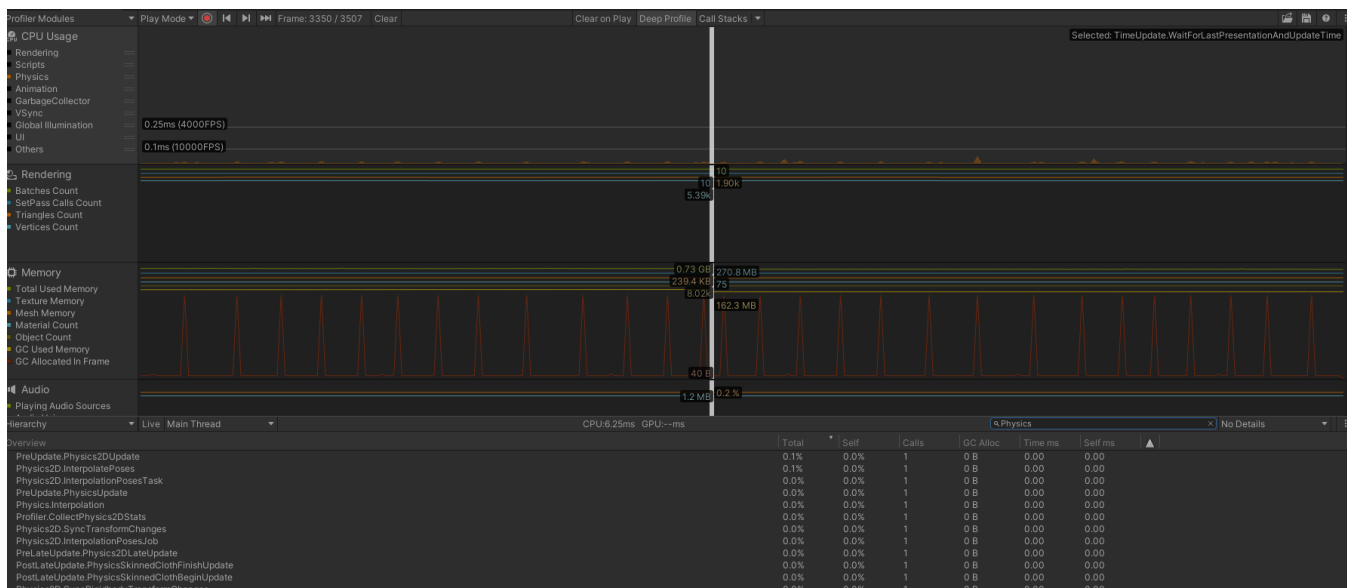 Profiler Modules Play Mode Frame: 3350 / 3507 Clear Clear on Play Deep Profile Call Stacks
CPU Usage
Selected: TimeUpdate.WaitForLastPresentationAndUpdateTime
Rendering
Scripts
Physics
Animation
GarbageCollector
VSync
Global Illumination
UI
Others
0.25ms (4000FPS)
0.1ms (10000FPS)
Rendering
Batches Count
SetPass Calls Count
Triangles Count
Vertices Count
10
10 1.90k
5.39k
Memory
Total Used Memory
Texture Memory
Mesh Memory
Material Count
Object Count
GC Used Memory
GC Allocated In Frame
0.73 GB 270.8 MB
239.4 KB 75
8.02k
162.3 MB
40 B
Audio
Playing Audio Sources
1.2 MB 0.2 %
Hierarchy Live Main Thread CPU:6.25ms GPU:--ms Physics No Details
Overview Total Self Calls GC Alloc Time ms Self ms
PreUpdate.Physics2DUpdate 0.1% 0.0% 1 0 B 0.00 0.00
Physics2D.InterpolatePoses 0.1% 0.0% 1 0 B 0.00 0.00
Physics2D.InterpolationPosesTask 0.0% 0.0% 1 0 B 0.00 0.00
PreUpdate.PhysicsUpdate 0.0% 0.0% 1 0 B 0.00 0.00
Physics.Interpolation 0.0% 0.0% 1 0 B 0.00 0.00
Profiler.CollectPhysics2DStats 0.0% 0.0% 1 0 B 0.00 0.00
Physics2D.SyncTransformChanges 0.0% 0.0% 1 0 B 0.00 0.00
Physics2D.InterpolationPosesJob 0.0% 0.0% 1 0 B 0.00 0.00
PreLateUpdate.Physics2DLateUpdate 0.0% 0.0% 1 0 B 0.00 0.00
PostLateUpdate.PhysicsSkinnedClothFinishUpdate 0.0% 0.0% 1 0 B 0.00 0.00
PostLateUpdate.PhysicsSkinnedClothBeginUpdate 0.0% 0.0% 1 0 B 0.00 0.00